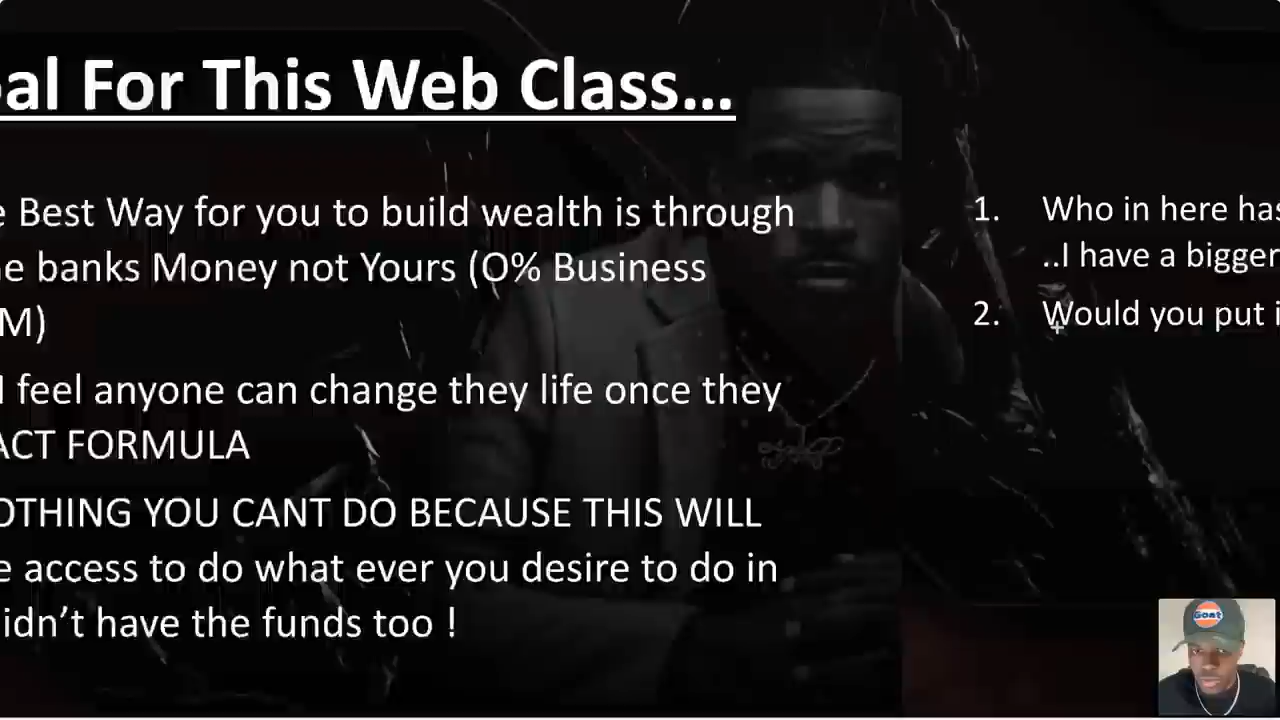 al For This Web Class...
e Best Way for you to build wealth is through
e banks Money not Yours (O% Business
M)
I feel anyone can change they life once they
ACT FORMULA
OTHING YOU CANT DO BECAUSE THIS WILL
e access to do what ever you desire to do in
idn't have the funds too !
1. Who in here has
..I have a bigger
2. Would you put i
Goat